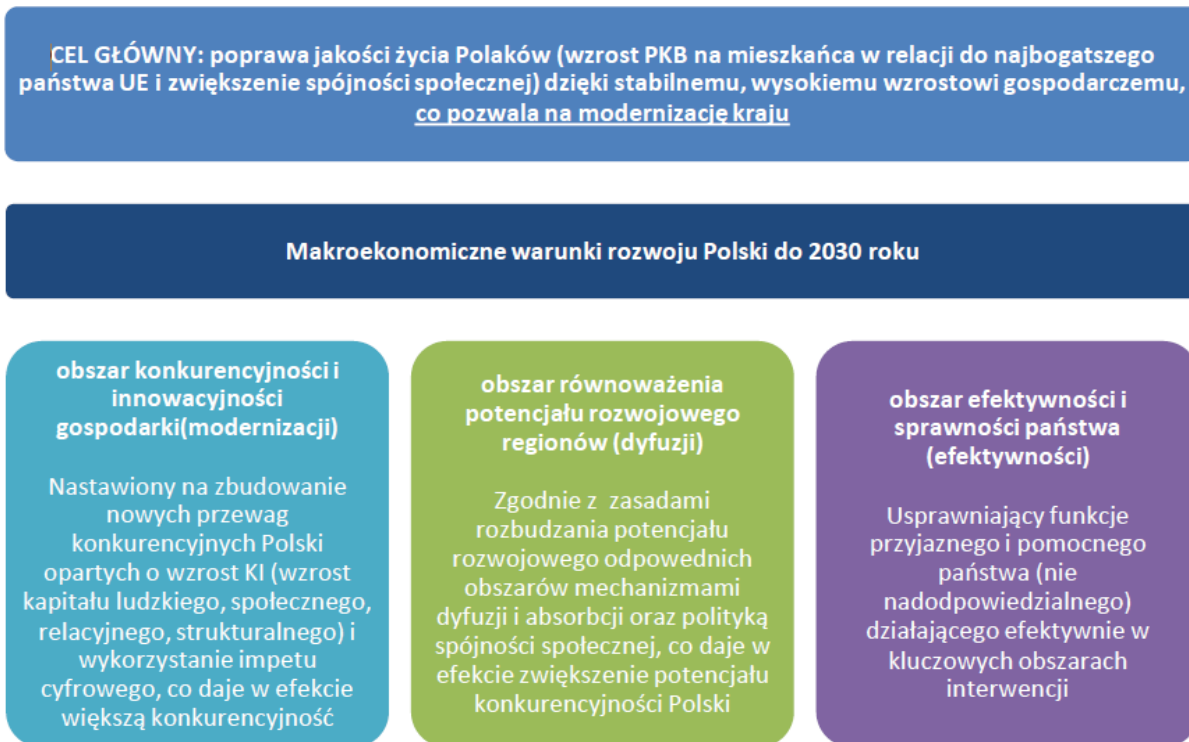 CEL GŁÓWNY: poprawa jakości życia Polaków (wzrost PKB na mieszkańca w relacji do najbogatszego
państwa UE i zwiększenie spójności społecznej) dzięki stabilnemu, wysokiemu wzrostowi gospodarczemu,
co pozwala na modernizację kraju
Makroekonomiczne warunki rozwoju Polski do 2030 roku
obszar konkurencyjności i
innowacyjności
gospodarki(modernizacji)
Nastawiony na zbudowanie
nowych przewag
konkurencyjnych Polski
opartych o wzrost KI (wzrost
kapitału ludzkiego, społecznego,
relacyjnego, strukturalnego) i
wykorzystanie impetu
cyfrowego, co daje w efekcie
większą konkurencyjność
obszar równoważenia
potencjału rozwojowego
regionów (dyfuzji)
Zgodnie z zasadami
rozbudzania potencjału
rozwojowego odpowednich
obszarów mechanizmami
dyfuzji i absorbcji oraz polityką
spójności społecznej, co daje w
efekcie zwiększenie potencjału
konkurencyjności Polski
obszar efektywności i
sprawności państwa
(efektywności)
Usprawniający funkcje
przyjaznego i pomocnego
państwa (nie
nadodpowiedzialnego)
działającego efektywnie w
kluczowych obszarach
interwencji